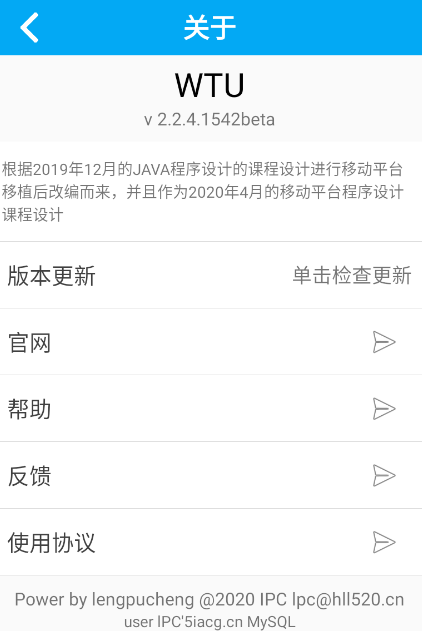 关于
WTU
v 2.2.4.1542beta
根据2019年12月的JAVA程序设计的课程设计进行移动平台
移植后改编而来，并且作为2020年4月的移动平台程序设计
课程设计
版本更新 单击检查更新
官网
帮助
反馈
使用协议
Power by lengpucheng @2020 IPC lpc@hll520.cn
user IPC'5iacg.cn MySQL